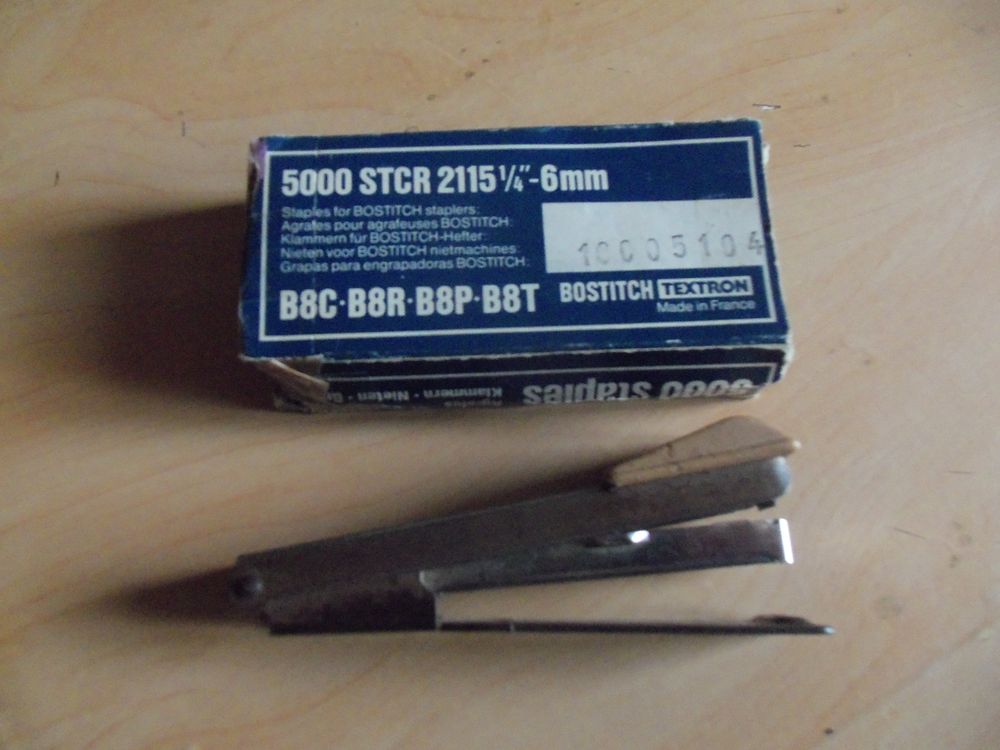 5000 STCR 2115 1/4"-6mm
Staples for BOSTITCH staplers:
Agrafes pour agrafeuses BOSTITCH:
Klammern für BOSTITCH-Hefter:
Nieten voor BOSTITCH nietmachines:
Grapas para engrapadoras BOSTITCH:
10005104
B8C·B8R·B8P·B8T
BOSTITCH TEXTRON
Made in France
5000 staples
Agrafes
Klammern · Nieten